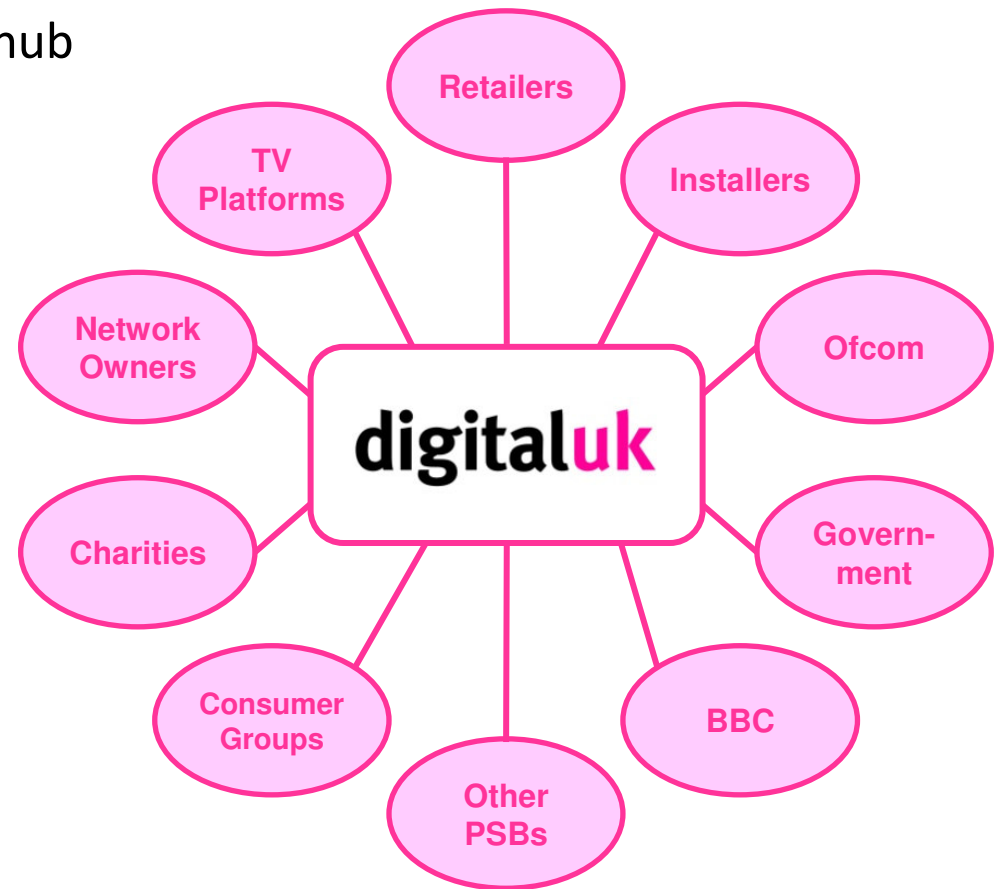 hub
Retailers
TV
Platforms
Installers
Network
Owners
Ofcom
digitaluk
Charities
Govern-
ment
Consumer
Groups
BBC
Other
PSBs